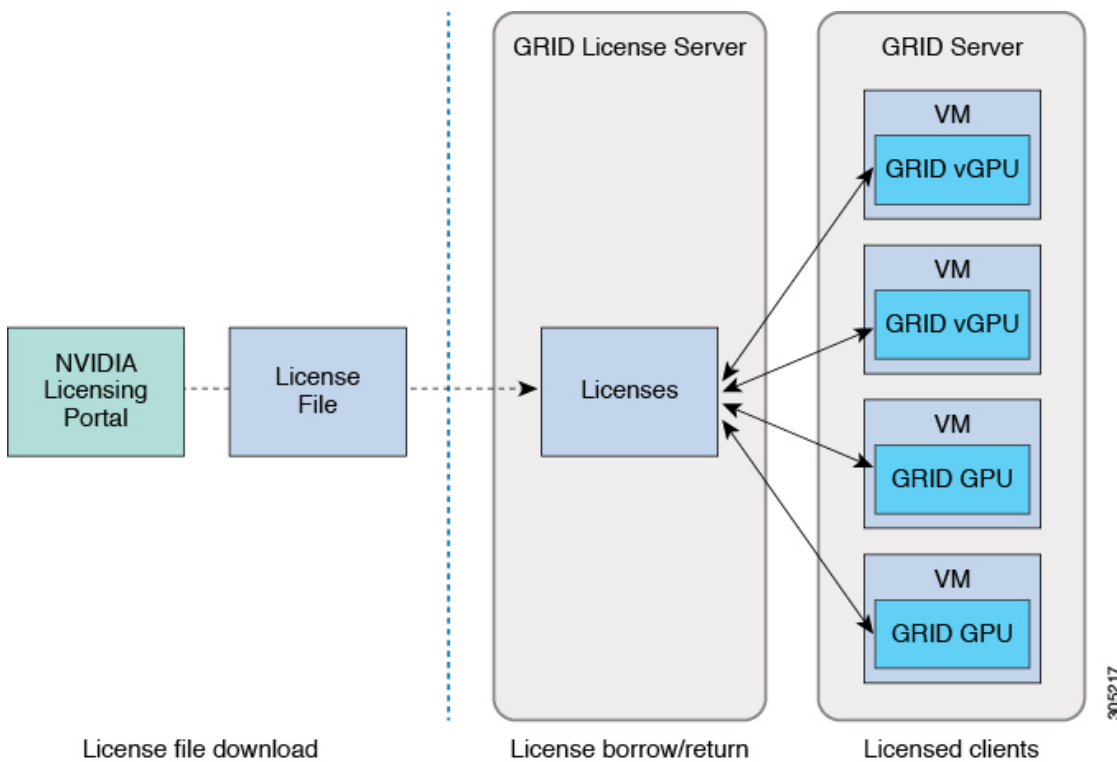 GRID License Server
GRID Server
VM
GRID vGPU
VM
GRID vGPU
NVIDIA
Licensing
Portal
License
File
Licenses
VM
GRID GPU
VM
GRID GPU
305217
License file download
License borrow/return
Licensed clients